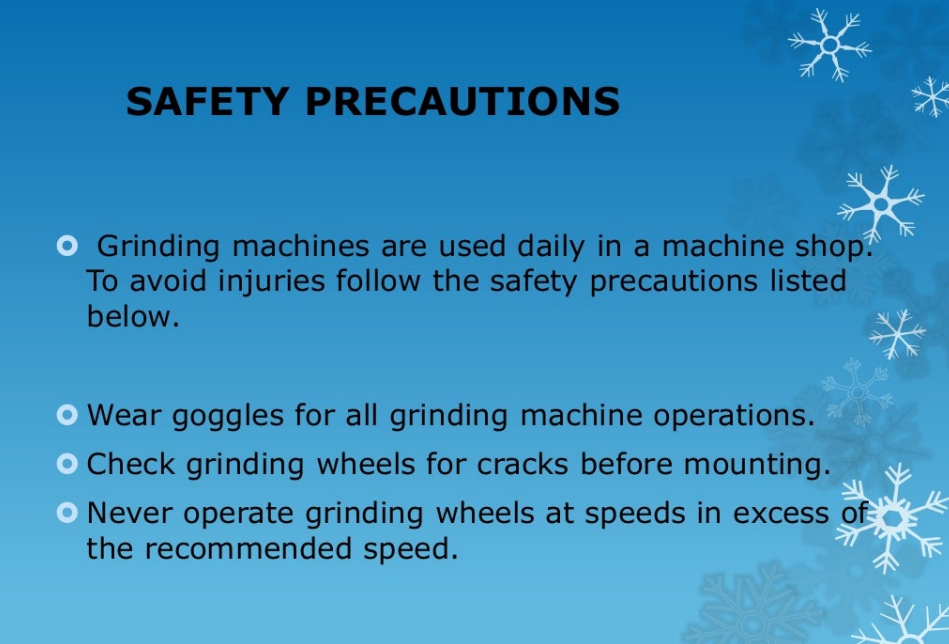 SAFETY PRECAUTIONS
Grinding machines are used daily in a machine shop.
To avoid injuries follow the safety precautions listed
below.
Wear goggles for all grinding machine operations.
Check grinding wheels for cracks before mounting.
Never operate grinding wheels at speeds in excess of
the recommended speed.